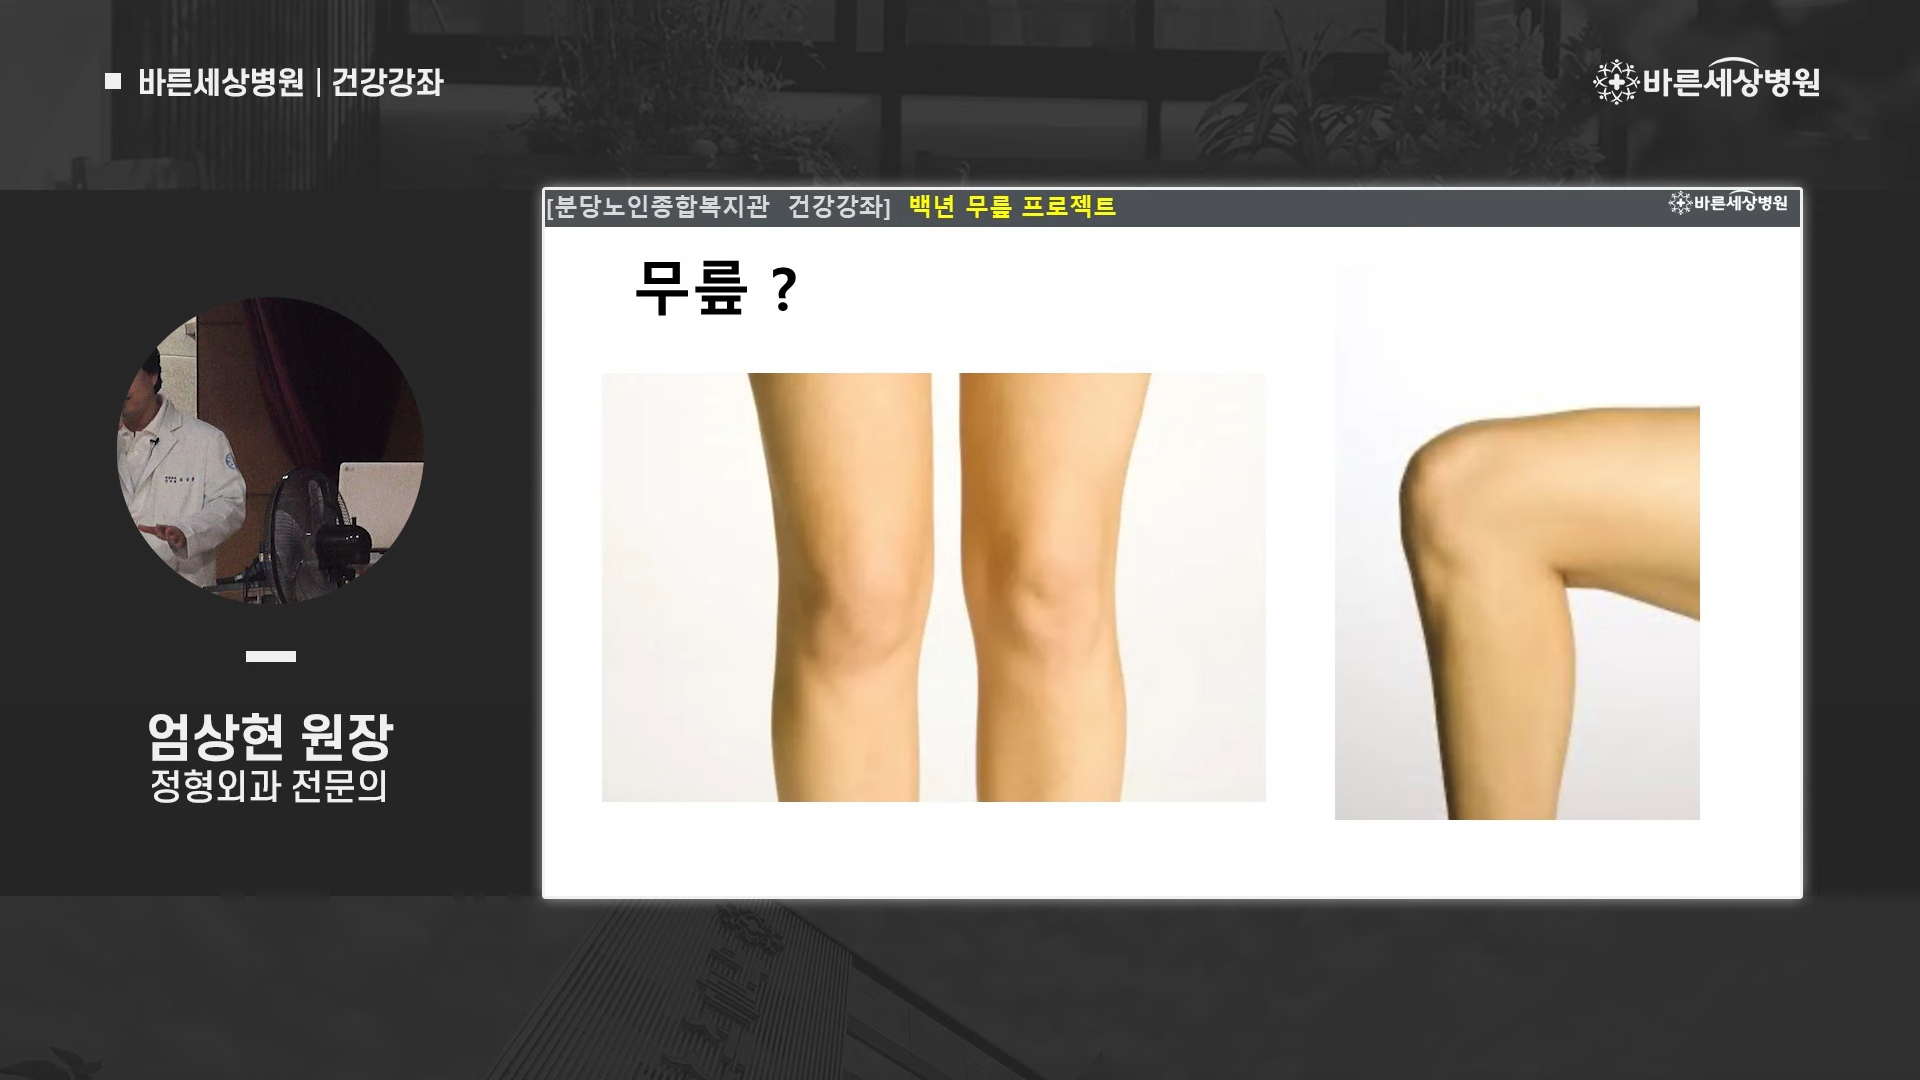 바른세상병원 | 건강강좌
바른세상병원
[분당노인종합복지관 건강강좌] 백년 무릎 프로젝트
바른세상병원
무릎 ?
엄상현 원장
정형외과 전문의